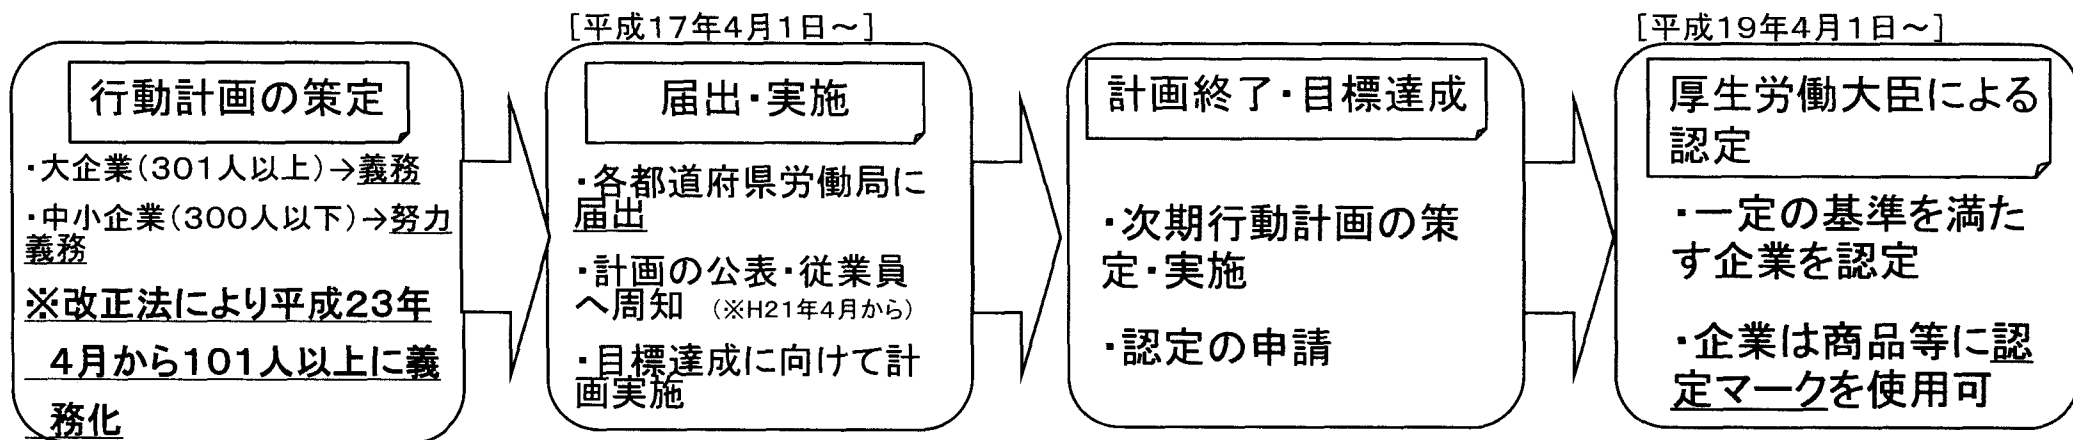 行動計画の策定
・大企業(301人以上)→義務
・中小企業(300人以下)→努力
義務
※改正法により平成23年
4月から101人以上に義
務化
[平成17年4月1日～]
届出・実施
・各都道府県労働局に
届出
・計画の公表・従業員
へ周知 (※H21年4月から)
・目標達成に向けて計
画実施
計画終了・目標達成
・次期行動計画の策
定・実施
・認定の申請
[平成19年4月1日～]
厚生労働大臣による
認定
・一定の基準を満た
す企業を認定
・企業は商品等に認
定マークを使用可